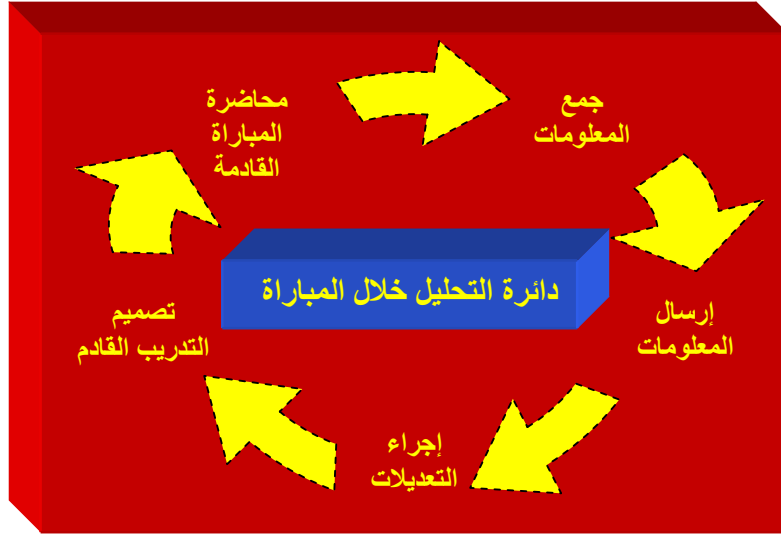 محاضرة
المباراة
القادمة
جمع
المعلومات
دائرة التحليل خلال المباراة
إرسال
المعلومات
تصميم
التدريب القادم
إجراء
التعديلات